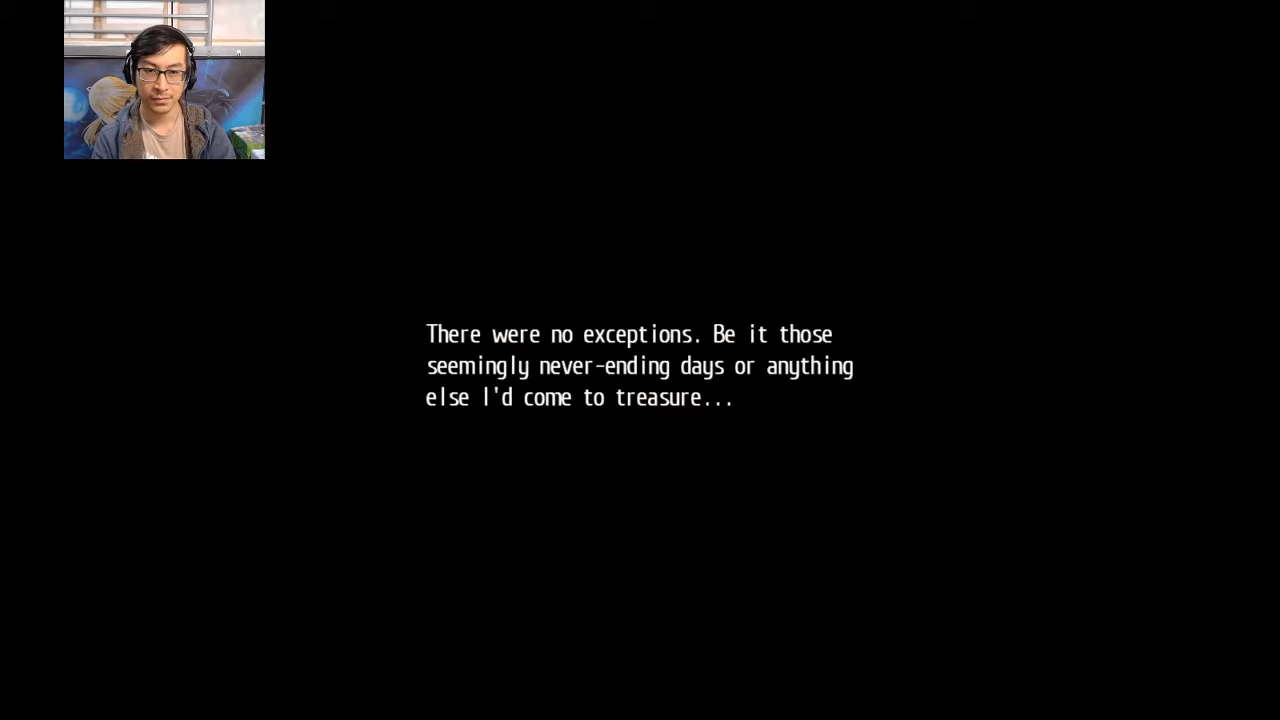 There were no exceptions. Be it those
seemingly never-ending days or anything
else I'd come to treasure...